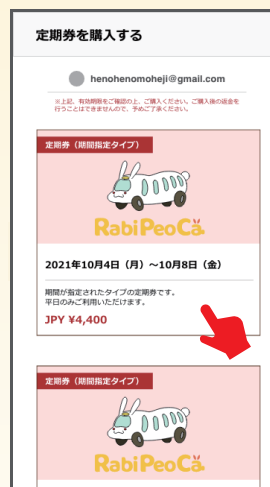 定期券を購入する
henohenomoheji@gmail.com
※上記、有効期限をご確認の上、ご購入ください。ご購入後の返金を
行うことはできませんので、予めご了承ください。
定期券（期間指定タイプ）
RabiPeoCa
2021年10月4日（月）〜10月8日（金）
期間が指定されたタイプの定期券です。
平日のみご利用いただけます。
JPY ¥4,400
定期券（期間指定タイプ）
RabiPeoCa